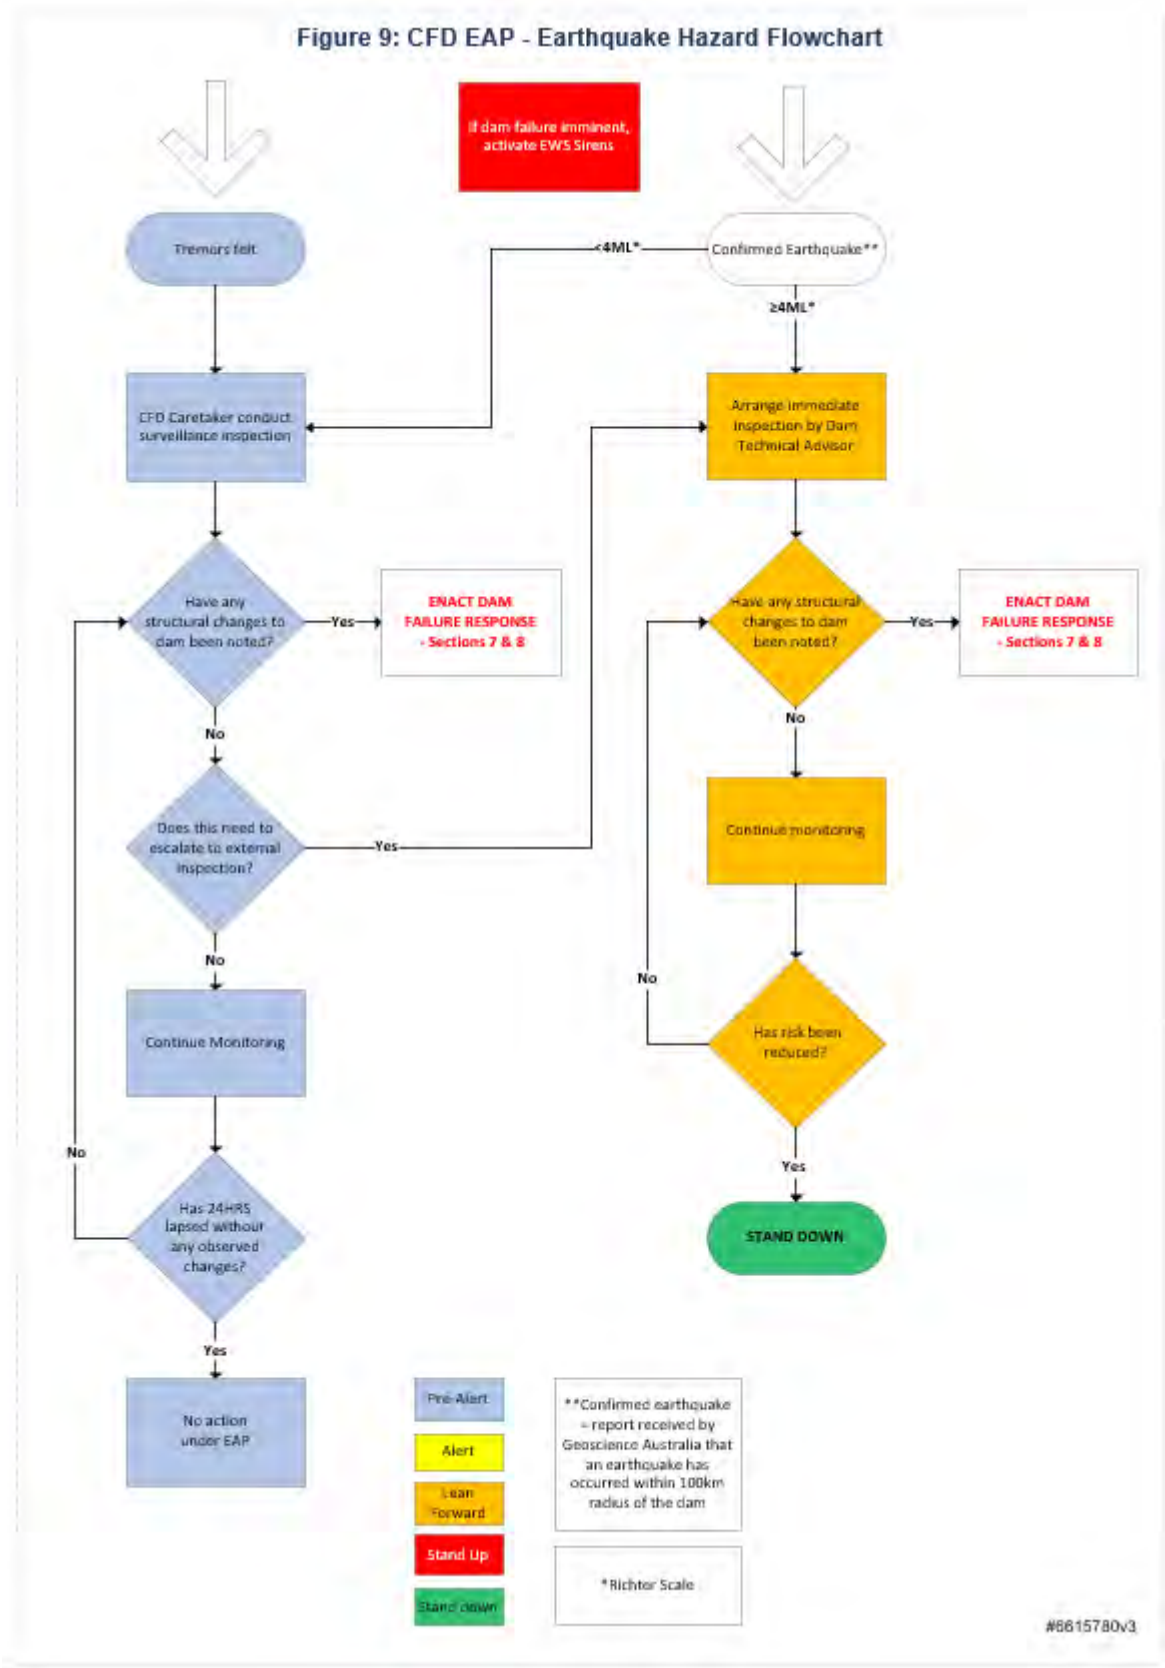 Figure 9: CFD EAP - Earthquake Hazard Flowchart
If dam failure imminent,
activate EWS Sirens
Tremors felt
<4ML*
Confirmed Earthquake**
≥4ML*
CFD Caretaker conduct
surveillance inspection
Arrange immediate
inspection by Dam
Technical Advisor
Have any
structural changes to
dam been noted?
Yes
ENACT DAM
FAILURE RESPONSE
- Sections 7 & 8
Have any structural
changes to dam
been noted?
Yes
ENACT DAM
FAILURE RESPONSE
- Sections 7 & 8
No
No
Does this need to
escalate to external
inspection?
Yes
Continue monitoring
No
No
Continue Monitoring
Has risk been
reduced?
No
Yes
Has 24HRS
lapsed without
any observed
changes?
STAND DOWN
Yes
No action
under EAP
Pre-Alert
Alert
Lean
Forward
Stand Up
Stand down
**Confirmed earthquake
- report received by
Geoscience Australia that
an earthquake has
occurred within 100km
radius of the dam
*Richter Scale
#6615780v3